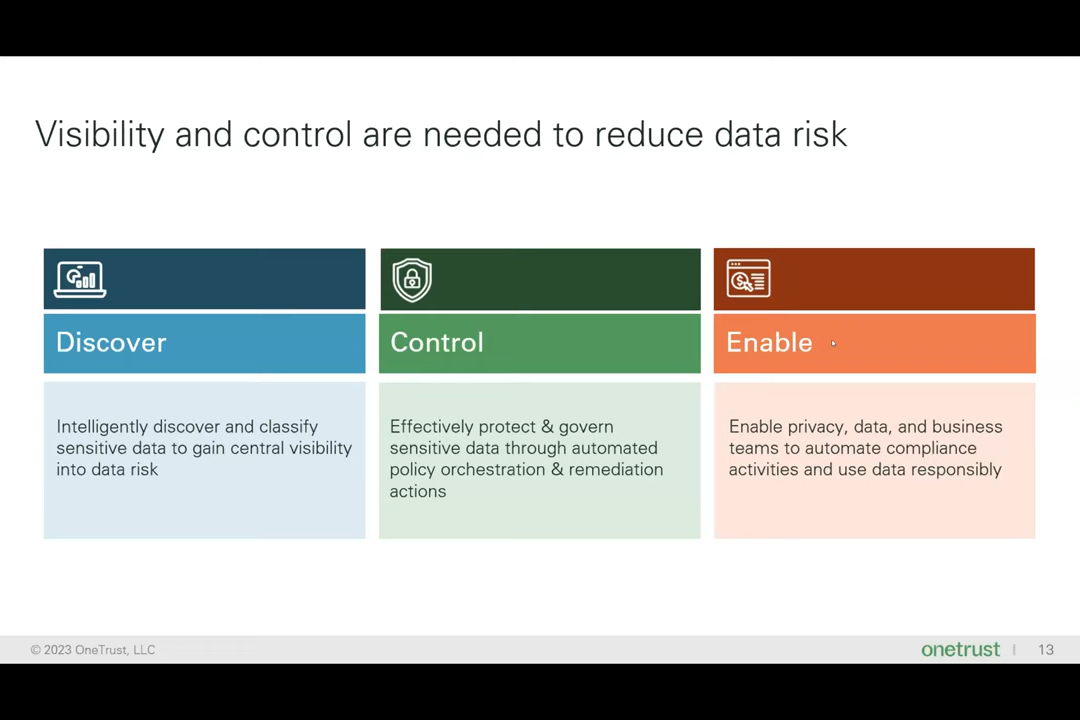 Visibility and control are needed to reduce data risk
Discover
Intelligently discover and classify
sensitive data to gain central visibility
into data risk
Control
Effectively protect & govern
sensitive data through automated
policy orchestration & remediation
actions
Enable
Enable privacy, data, and business
teams to automate compliance
activities and use data responsibly
© 2023 OneTrust, LLC
onetrust | 13